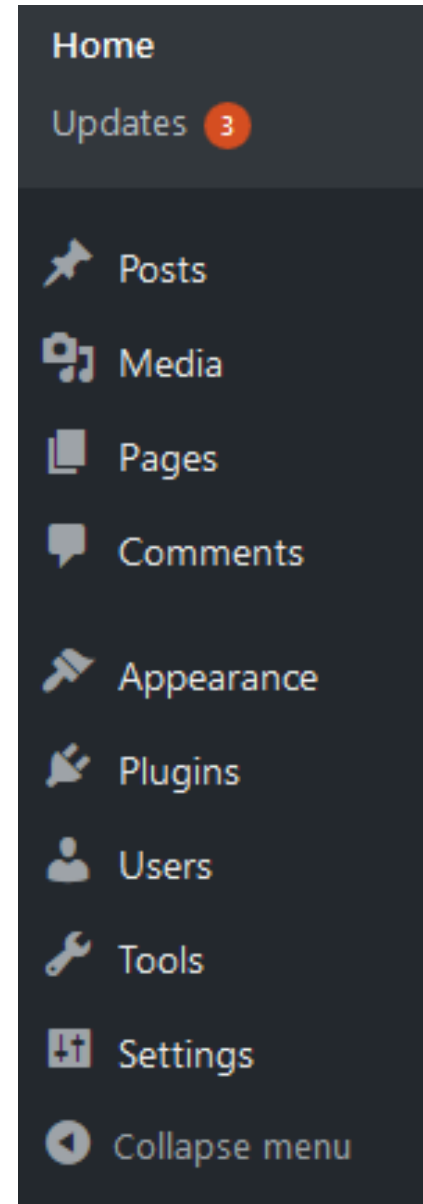 Home
Updates 3
Posts
Media
Pages
Comments
Appearance
Plugins
Users
Tools
Settings
Collapse menu